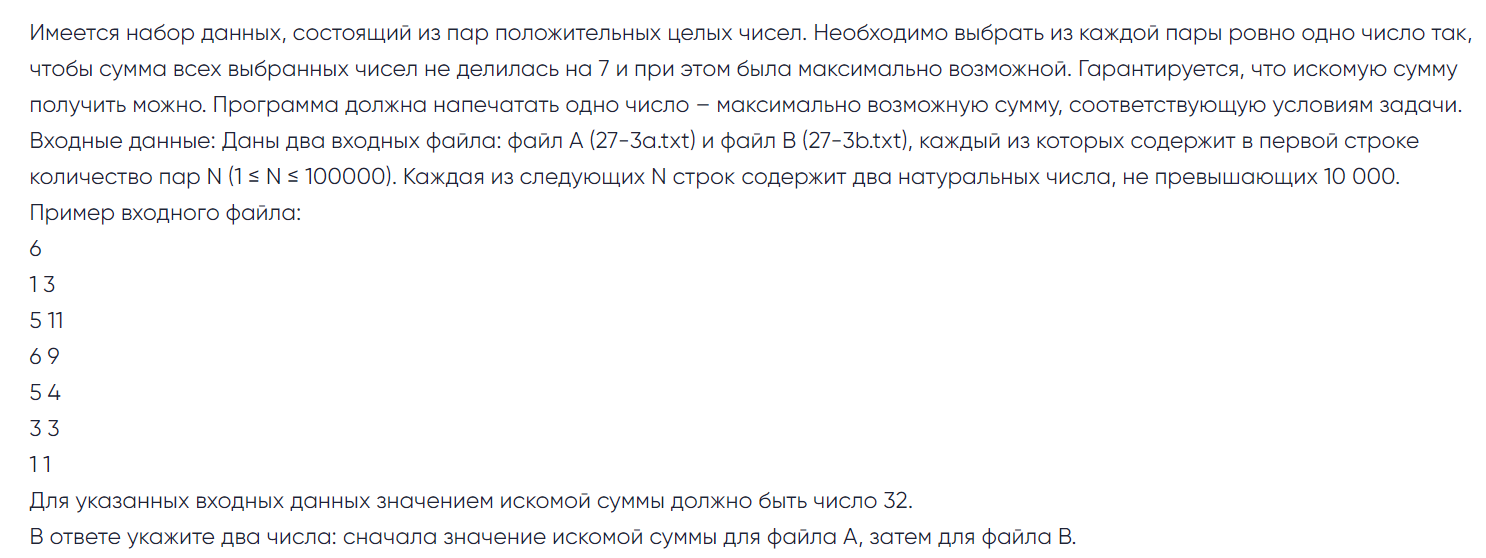 Имеется набор данных, состоящий из пар положительных целых чисел. Необходимо выбрать из каждой пары ровно одно число так,
чтобы сумма всех выбранных чисел не делилась на 7 и при этом была максимально возможной. Гарантируется, что искомую сумму
получить можно. Программа должна напечатать одно число – максимально возможную сумму, соответствующую условиям задачи.
Входные данные: Даны два входных файла: файл A (27-3a.txt) и файл B (27-3b.txt), каждый из которых содержит в первой строке
количество пар N (1 ≤ N ≤ 100000). Каждая из следующих N строк содержит два натуральных числа, не превышающих 10 000.
Пример входного файла:
6
1 3
5 11
6 9
5 4
3 3
1 1
Для указанных входных данных значением искомой суммы должно быть число 32.
В ответе укажите два числа: сначала значение искомой суммы для файла А, затем для файла B.